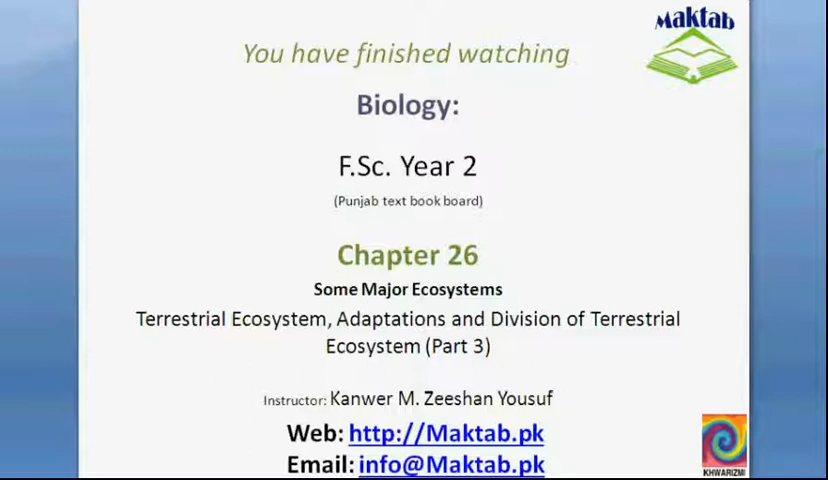 Maktab
You have finished watching
Biology:
F.Sc. Year 2
(Punjab text book board)
Chapter 26
Some Major Ecosystems
Terrestrial Ecosystem, Adaptations and Division of Terrestrial
Ecosystem (Part 3)
Instructor: Kanwer M. Zeeshan Yousuf
Web: http://Maktab.pk
Email: info@Maktab.pk
KHWARIZMI